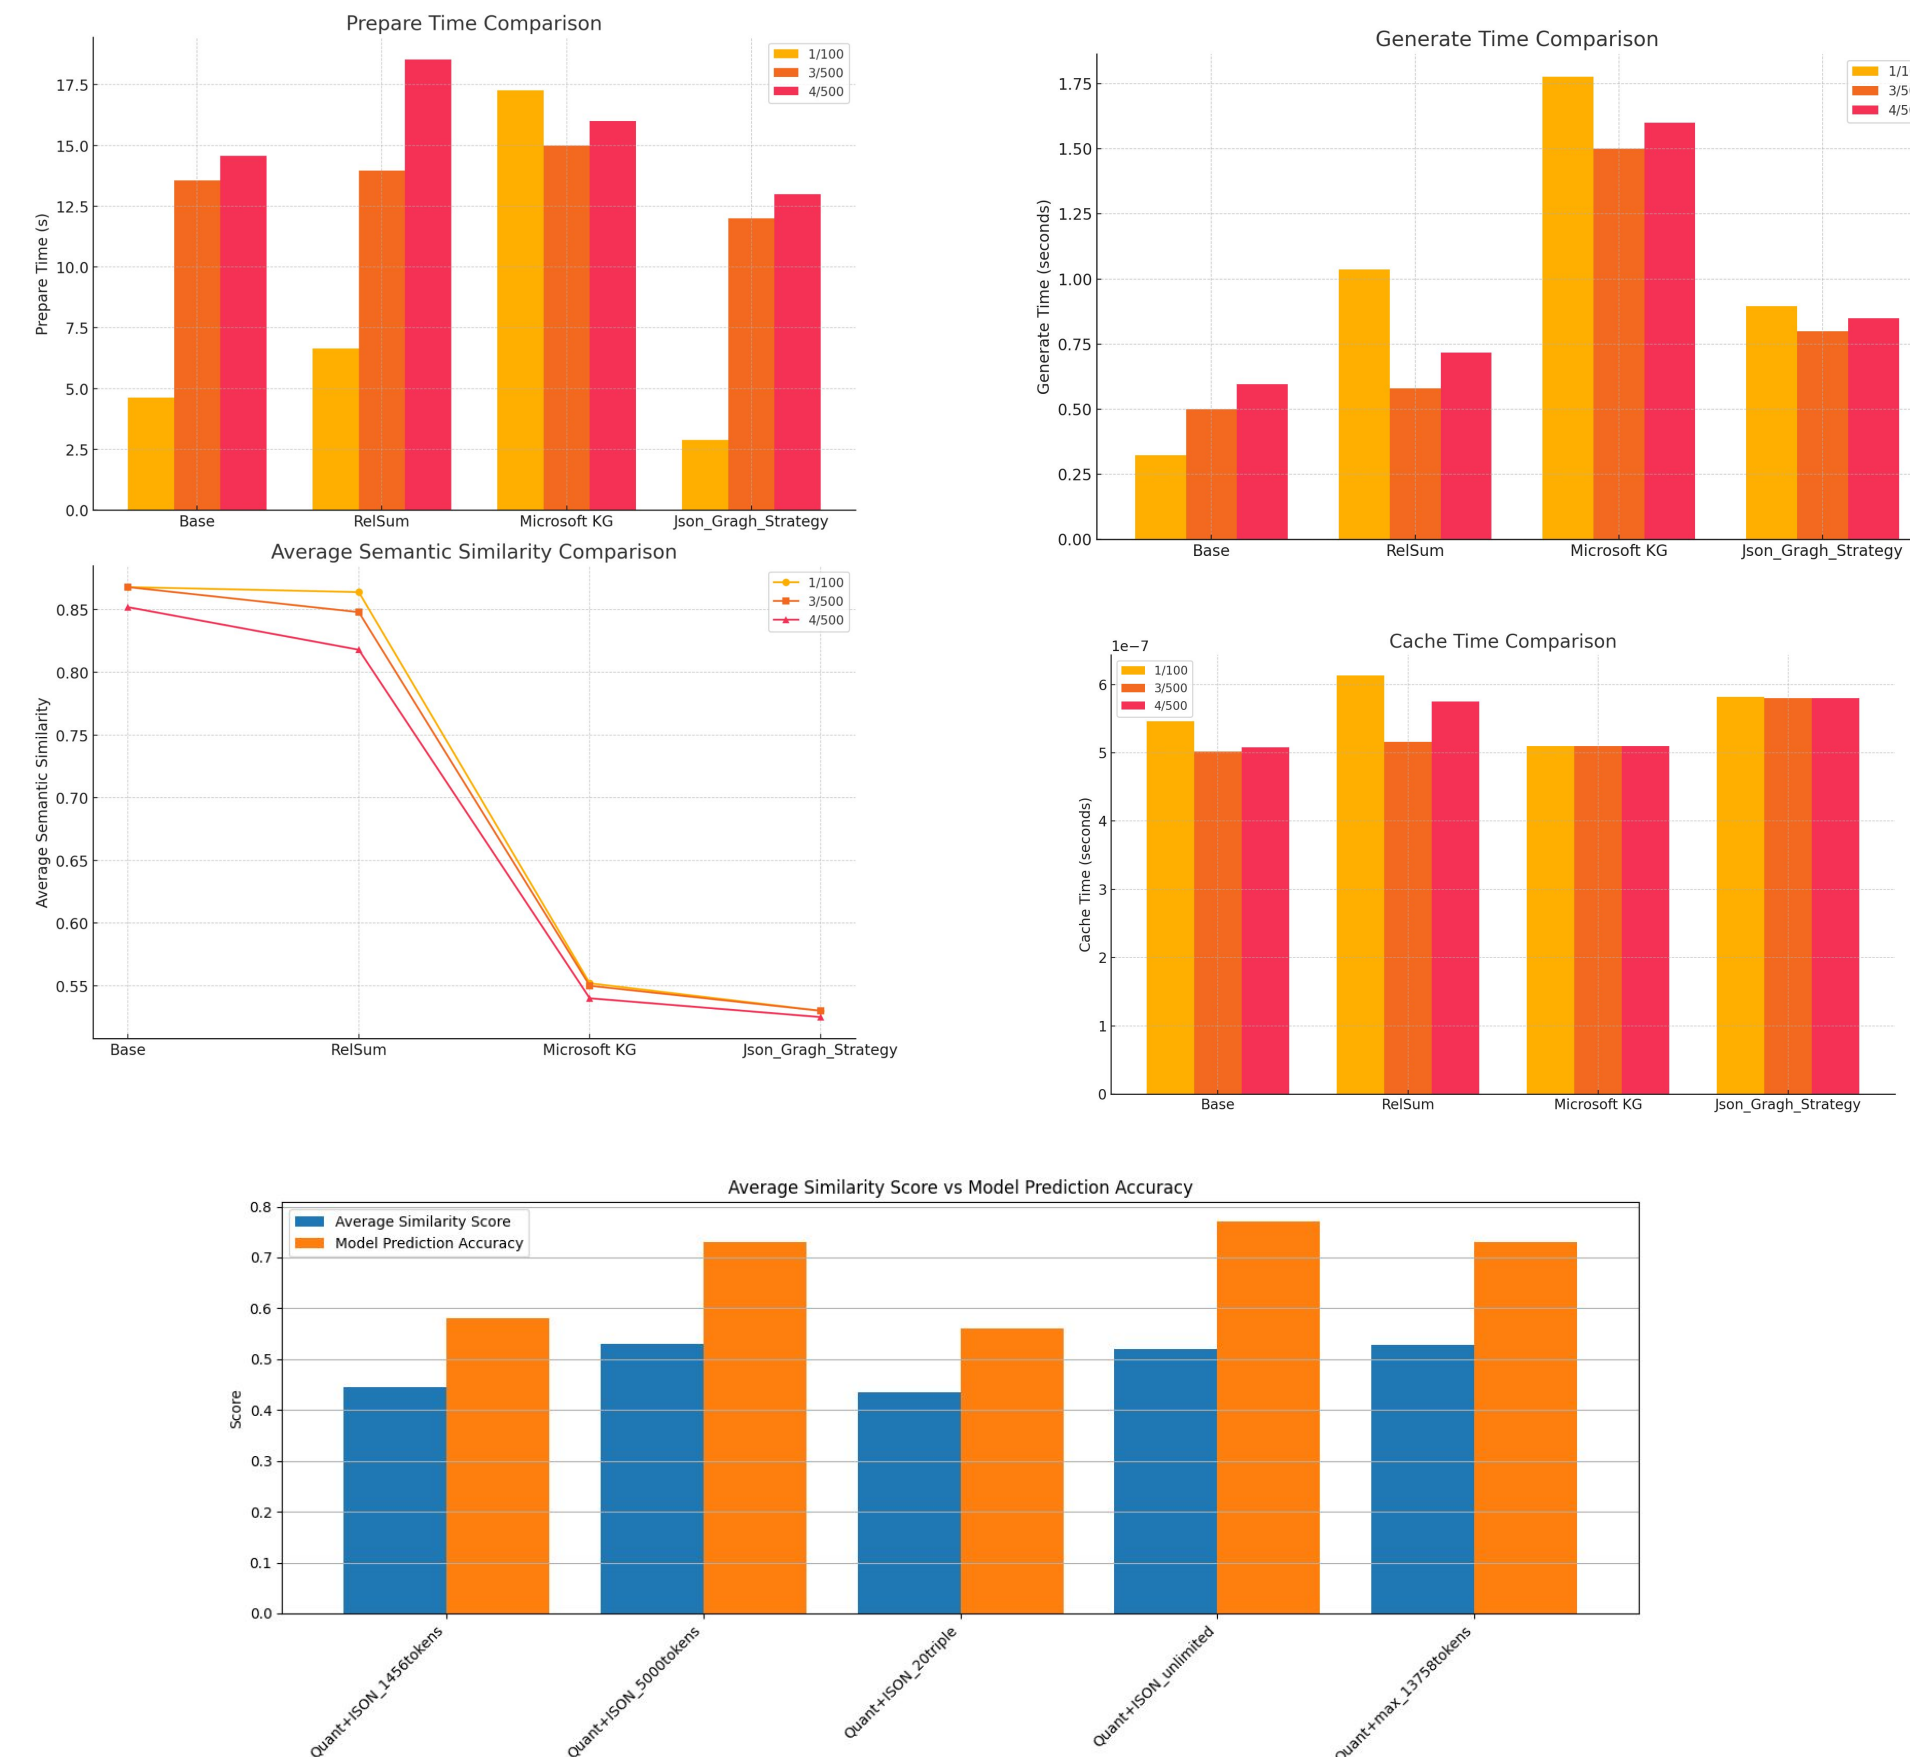 Prepare Time Comparison
1/100
3/500
4/500
17.5
15.0
12.5
10.0
7.5
5.0
2.5
0.0
Prepare Time (s)
Base RelSum Microsoft KG Json_Gragh_Strategy
Generate Time Comparison
1/1
3/5
4/5
1.75
1.50
1.25
1.00
0.75
0.50
0.25
0.00
Generate Time (seconds)
Base RelSum Microsoft KG Json_Gragh_Strategy
Average Semantic Similarity Comparison
1/100
3/500
4/500
0.85
0.80
0.75
0.70
0.65
0.60
0.55
Average Semantic Similarity
Base RelSum Microsoft KG Json_Gragh_Strategy
Cache Time Comparison
1e−7
1/100
3/500
4/500
6
5
4
3
2
1
0
Cache Time (seconds)
Base RelSum Microsoft KG Json_Gragh_Strategy
Average Similarity Score vs Model Prediction Accuracy
Average Similarity Score
Model Prediction Accuracy
0.8
0.7
0.6
0.5
0.4
0.3
0.2
0.1
0.0
Score
Quant+JSON_1456tokens
Quant+JSON_5000tokens
Quant+JSON_20triple
Quant+JSON_unlimited
Quant+max_13758tokens